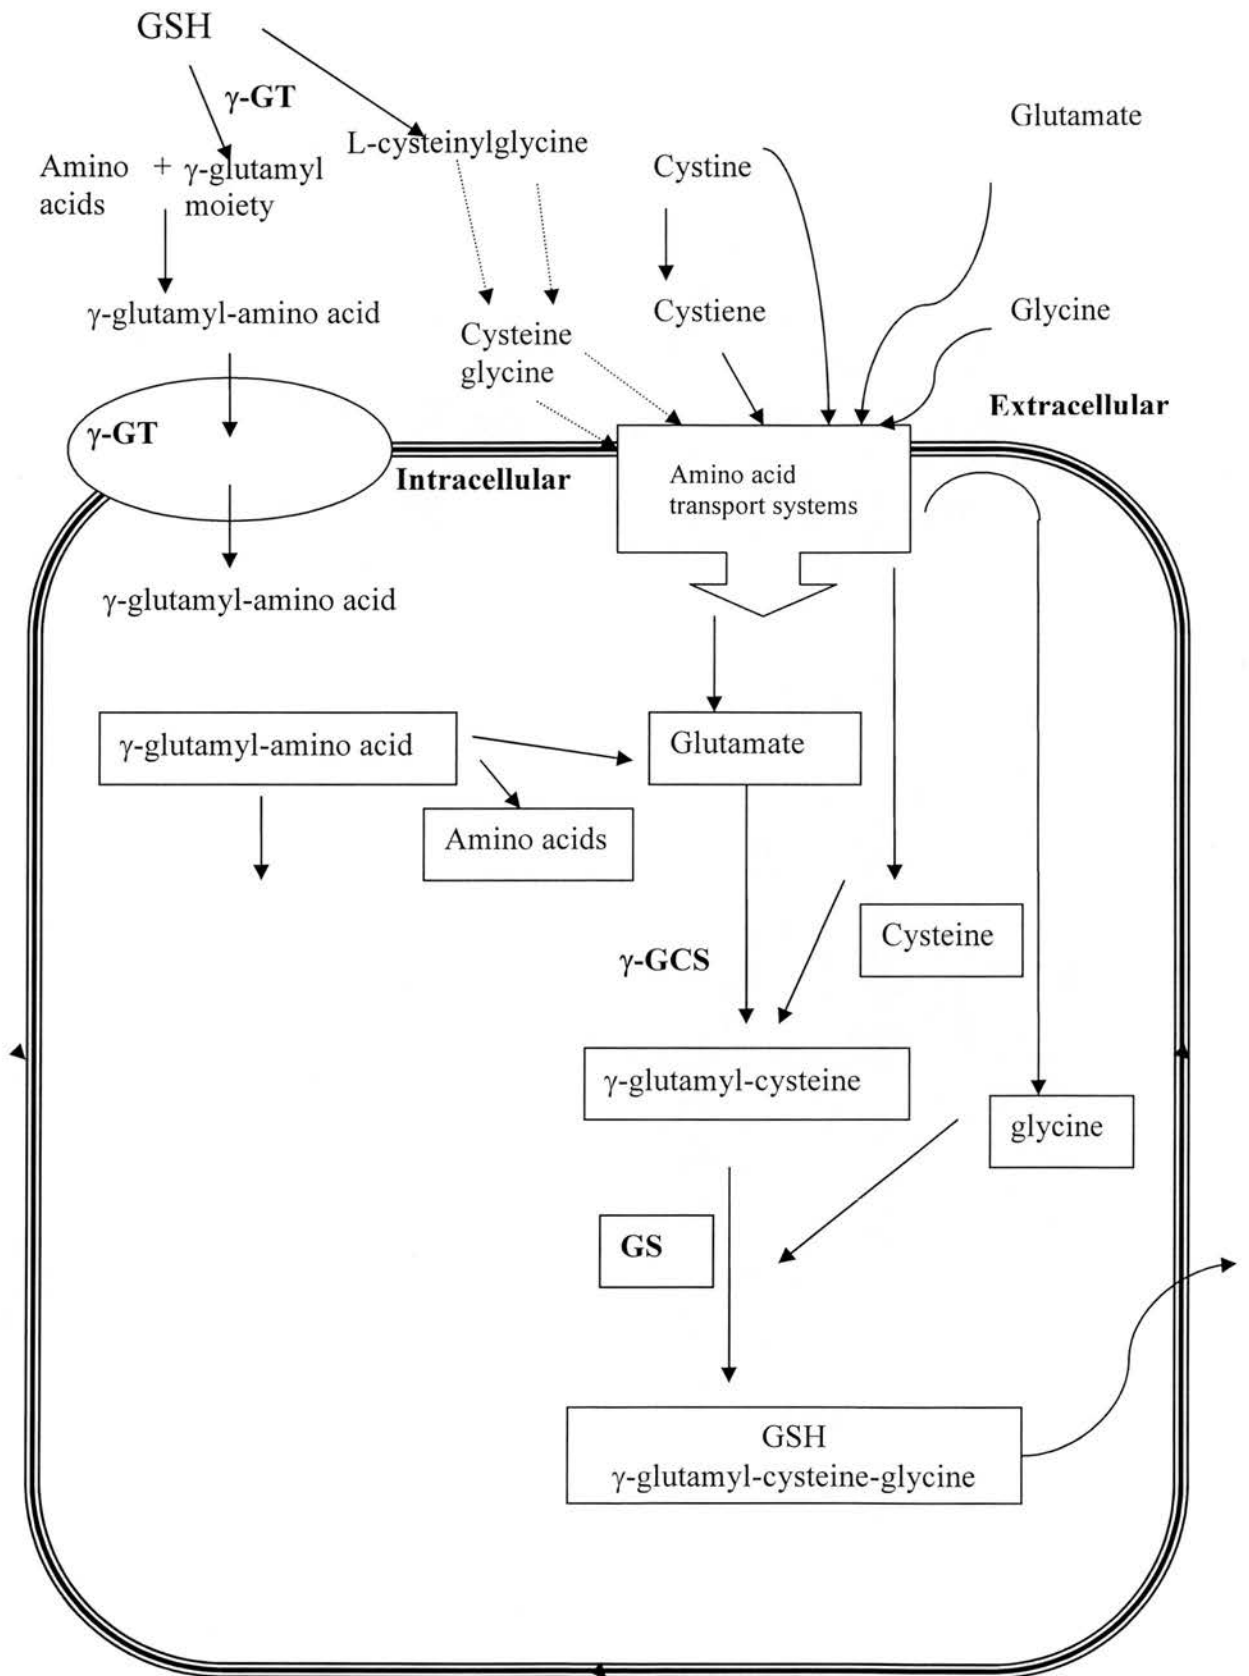 GSH
γ-GT
Glutamate
L-cysteinylglycine
Cystine
Amino + γ-glutamyl
acids moiety
γ-glutamyl-amino acid
Cystiene
Glycine
Cysteine
glycine
Extracellular
γ-GT
Intracellular
Amino acid
transport systems
γ-glutamyl-amino acid
γ-glutamyl-amino acid
Glutamate
Amino acids
Cysteine
γ-GCS
γ-glutamyl-cysteine
glycine
GS
GSH
γ-glutamyl-cysteine-glycine